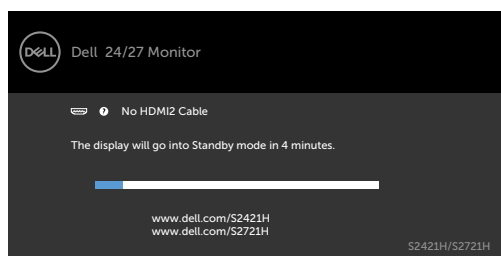 DELL
Dell 24/27 Monitor
? No HDMI2 Cable
The display will go into Standby mode in 4 minutes.
www.dell.com/S2421H
www.dell.com/S2721H
S2421H/S2721H